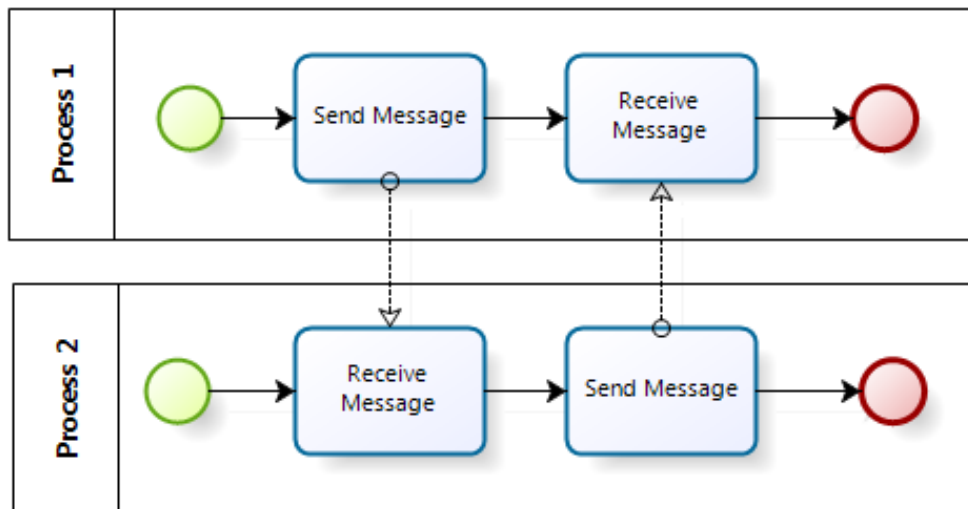 Process 1
Send Message
Receive
Message
Process 2
Receive
Message
Send Message